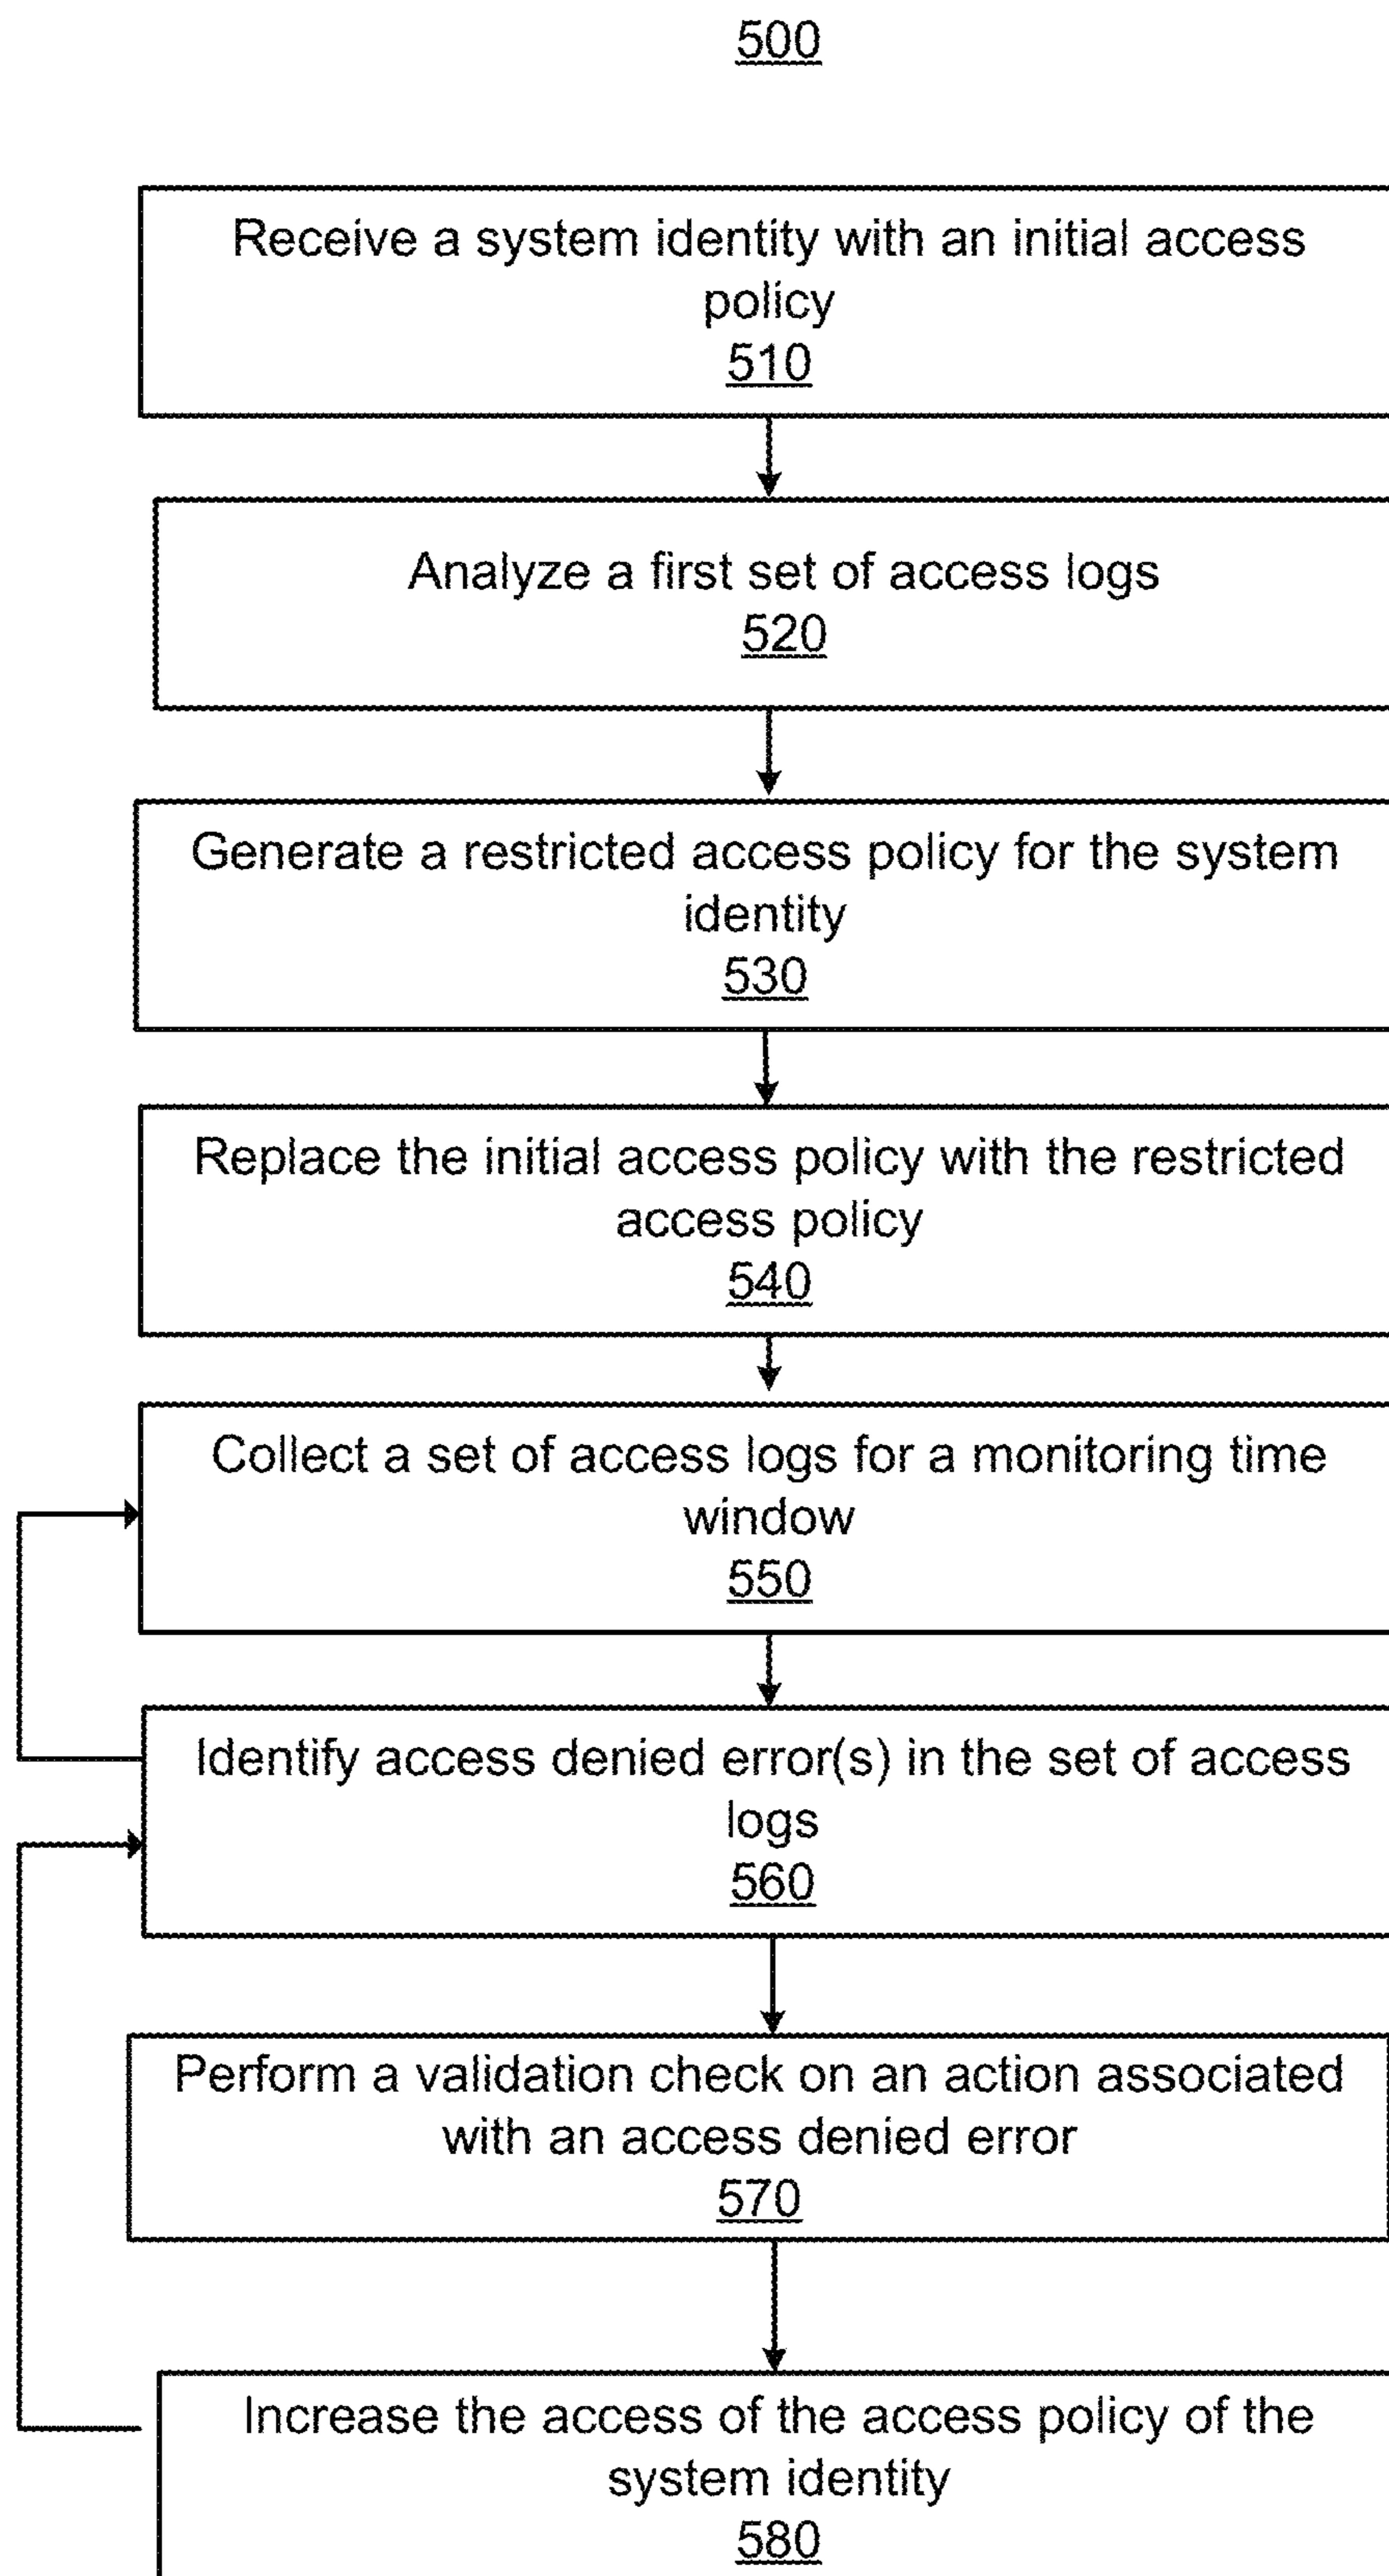 500
Receive a system identity with an initial access
policy
510
Analyze a first set of access logs
520
Generate a restricted access policy for the system
identity
530
Replace the initial access policy with the restricted
access policy
540
Collect a set of access logs for a monitoring time
window
550
Identify access denied error(s) in the set of access
logs
560
Perform a validation check on an action associated
with an access denied error
570
Increase the access of the access policy of the
system identity
580